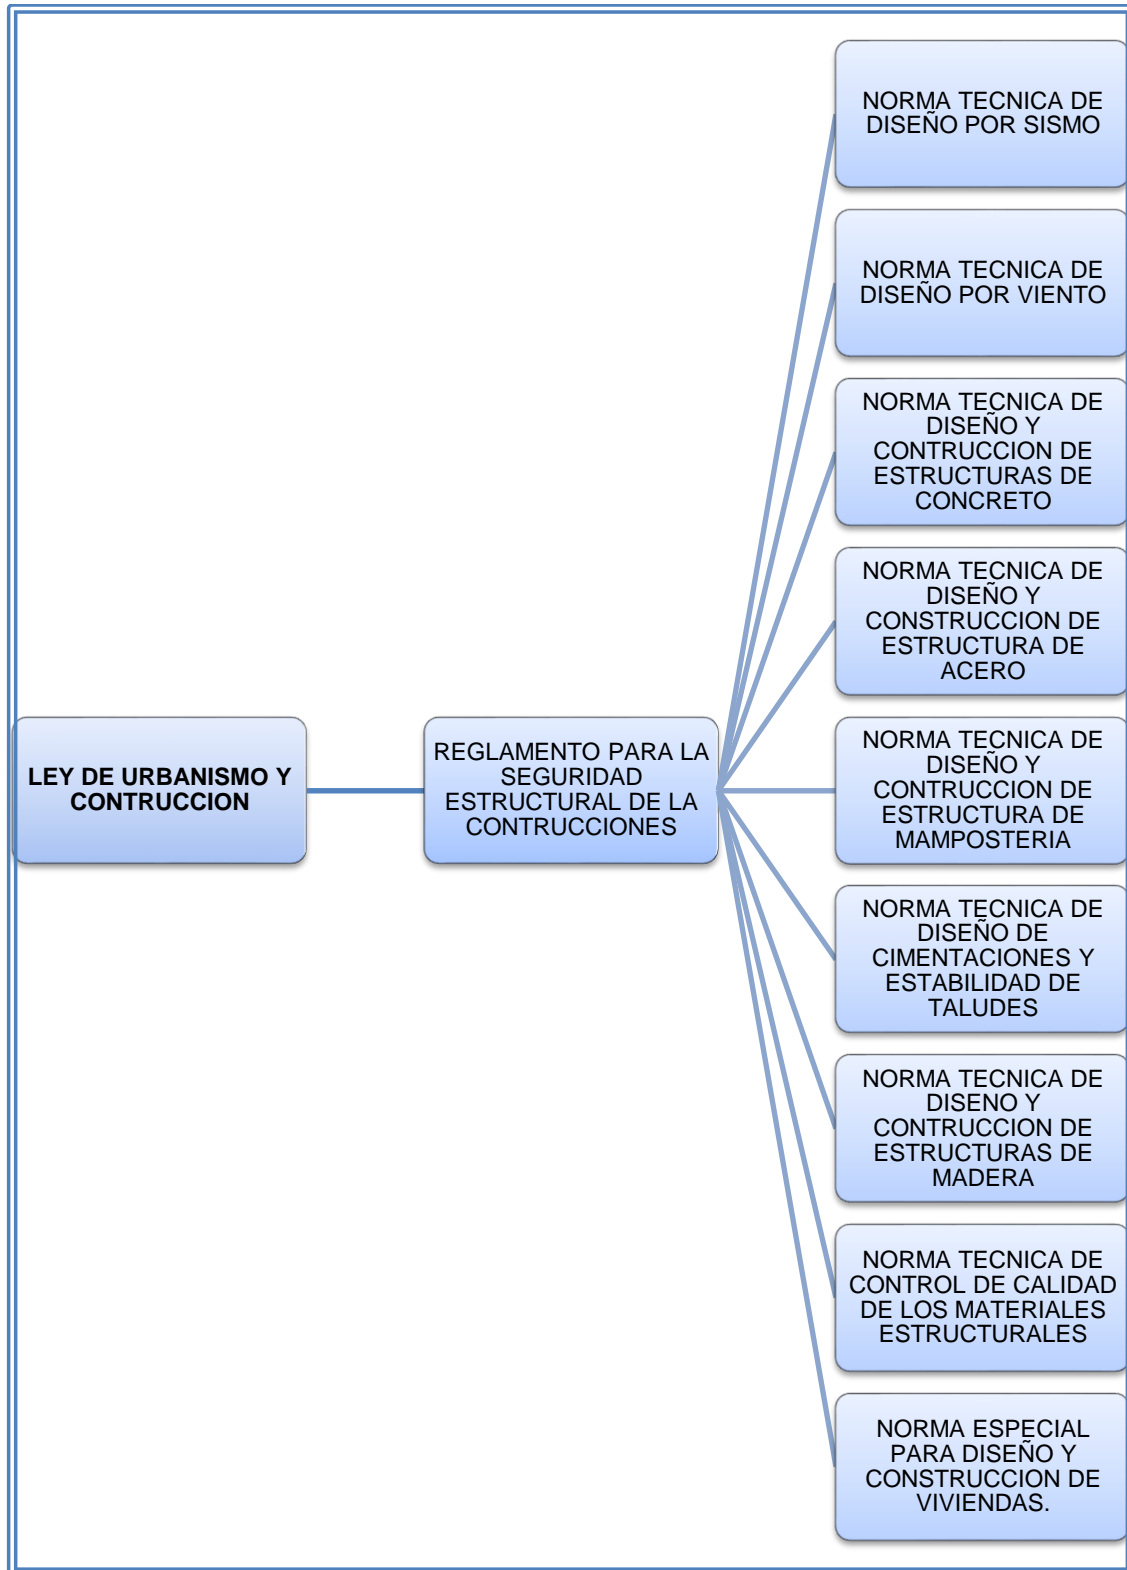 NORMA TECNICA DE
DISEÑO POR SISMO
NORMA TECNICA DE
DISEÑO POR VIENTO
NORMA TECNICA DE
DISEÑO Y
CONTRUCCION DE
ESTRUCTURAS DE
CONCRETO
NORMA TECNICA DE
DISEÑO Y
CONSTRUCCION DE
ESTRUCTURA DE
ACERO
LEY DE URBANISMO Y
CONTRUCCION
REGLAMENTO PARA LA
SEGURIDAD
ESTRUCTURAL DE LA
CONTRUCCIONES
NORMA TECNICA DE
DISEÑO Y
CONTRUCCION DE
ESTRUCTURA DE
MAMPOSTERIA
NORMA TECNICA DE
DISEÑO DE
CIMENTACIONES Y
ESTABILIDAD DE
TALUDES
NORMA TECNICA DE
DISENO Y
CONTRUCCION DE
ESTRUCTURAS DE
MADERA
NORMA TECNICA DE
CONTROL DE CALIDAD
DE LOS MATERIALES
ESTRUCTURALES
NORMA ESPECIAL
PARA DISEÑO Y
CONSTRUCCION DE
VIVIENDAS.